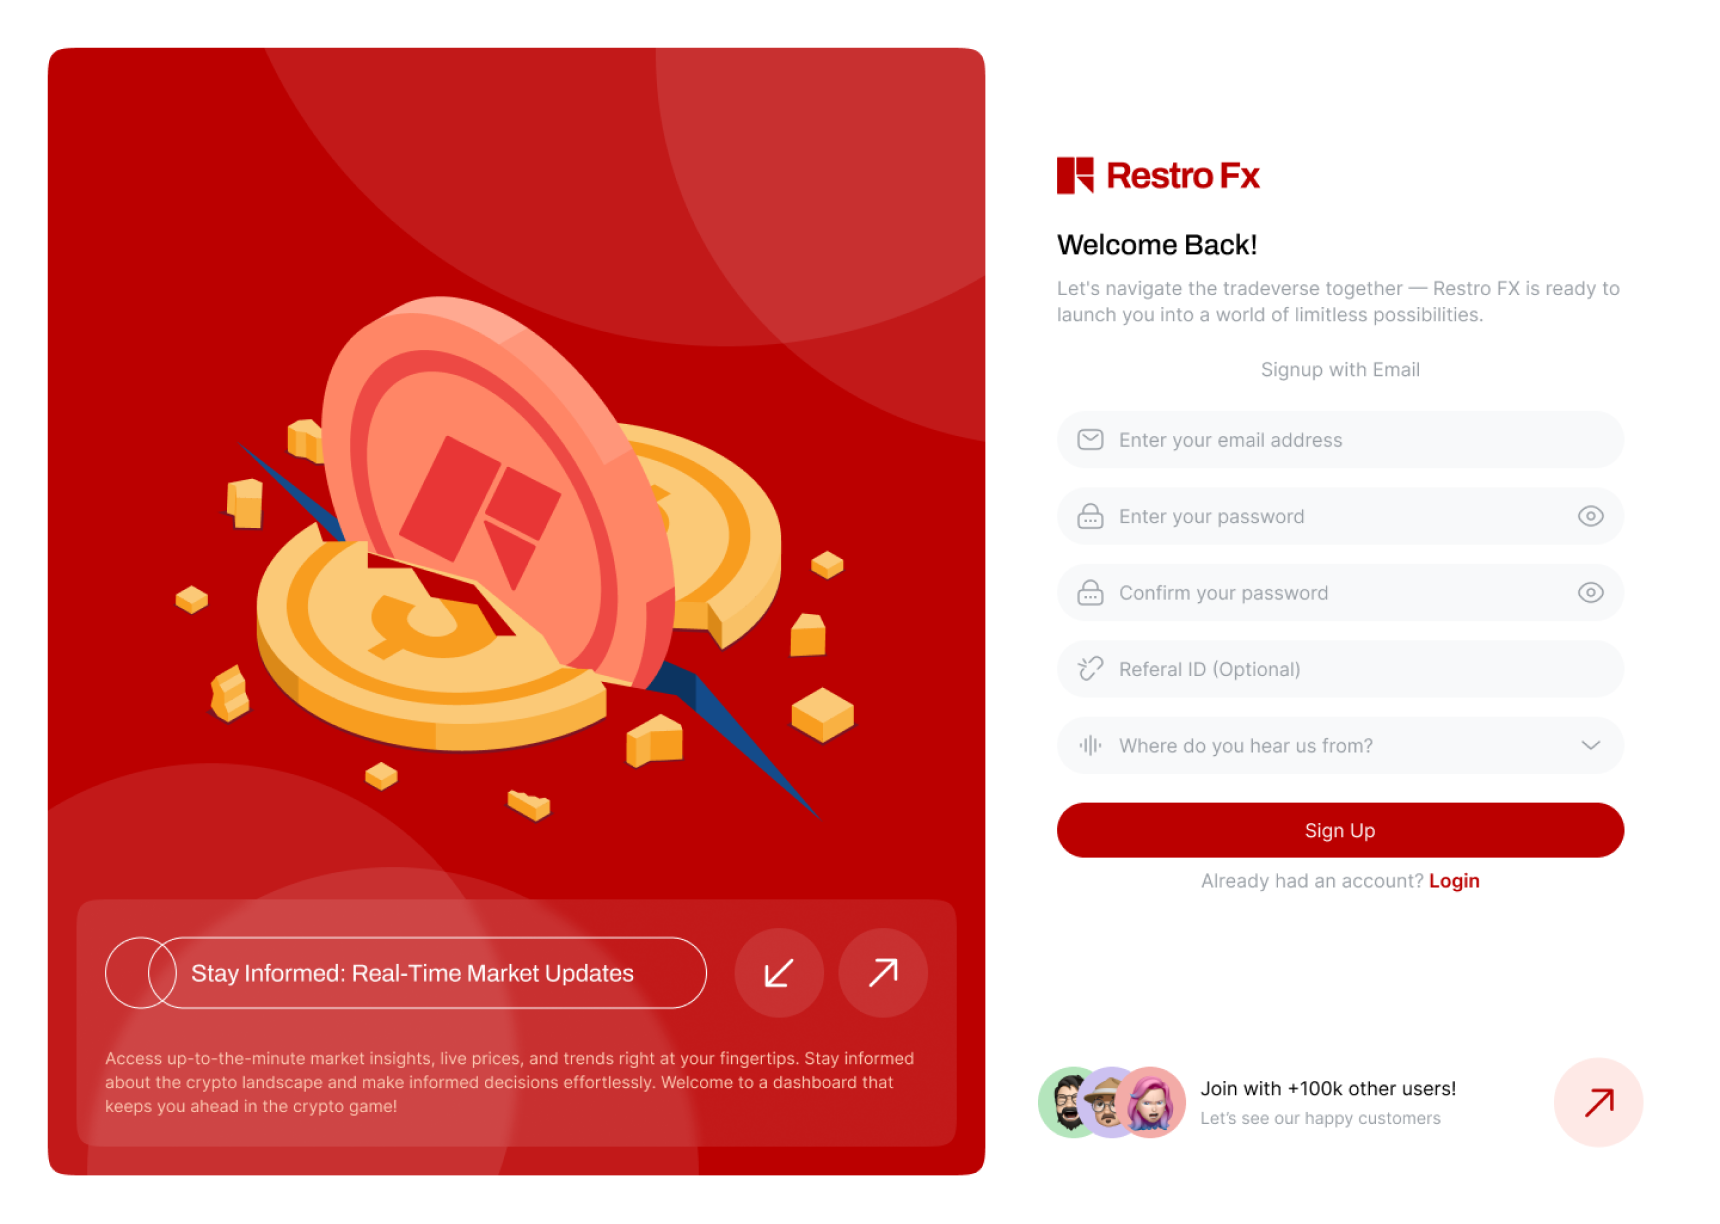 Restro Fx
Welcome Back!
Let's navigate the tradeverse together — Restro FX is ready to
launch you into a world of limitless possibilities.
Signup with Email
Enter your email address
Enter your password
Confirm your password
Referal ID (Optional)
Where do you hear us from?
Sign Up
Already had an account? Login
Stay Informed: Real-Time Market Updates
Access up-to-the-minute market insights, live prices, and trends right at your fingertips. Stay informed
about the crypto landscape and make informed decisions effortlessly. Welcome to a dashboard that
keeps you ahead in the crypto game!
Join with +100k other users!
Let's see our happy customers